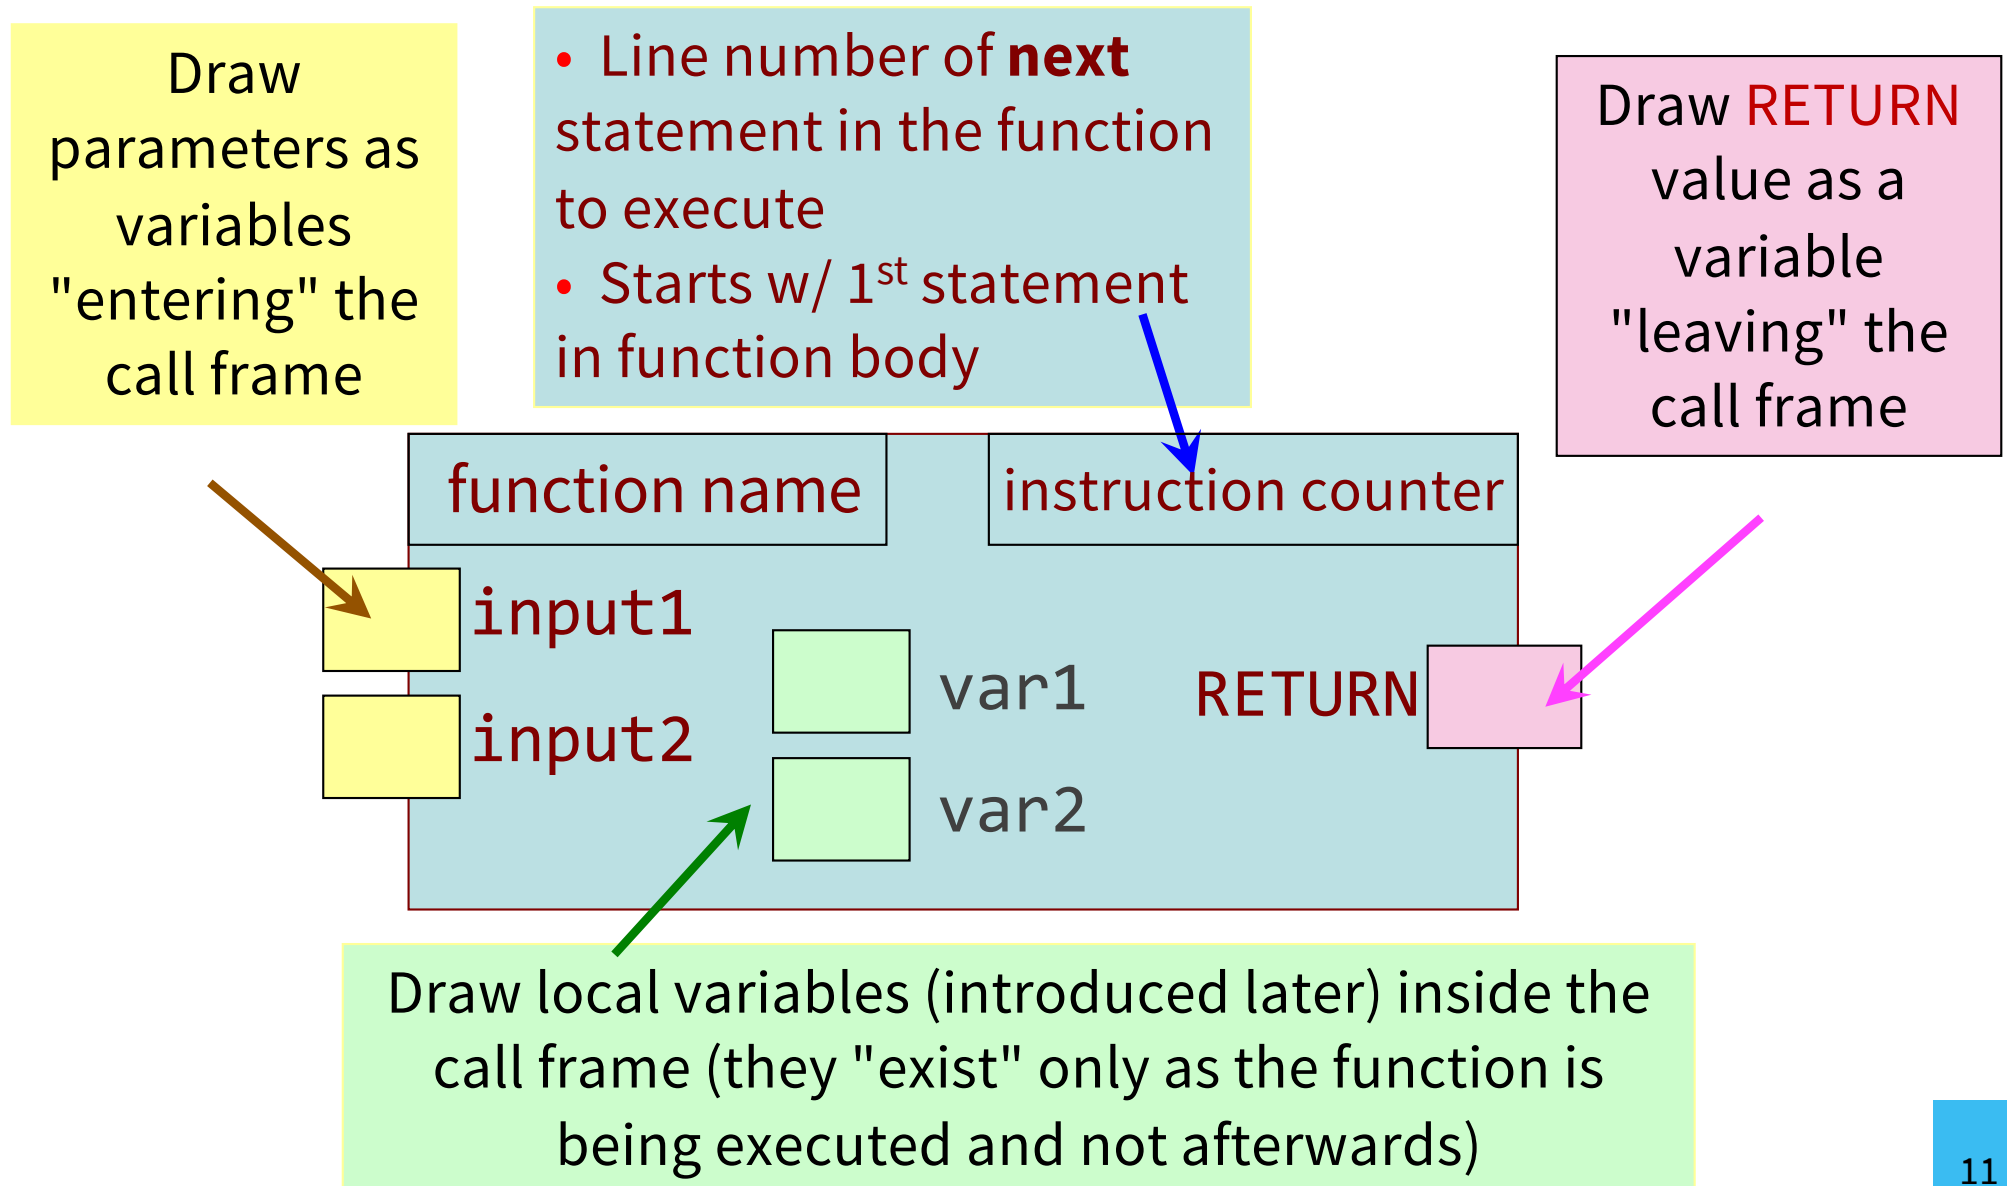 Draw
parameters as
variables
"entering" the
call frame
• Line number of next
statement in the function
to execute
• Starts w/ 1st statement
in function body
Draw RETURN
value as a
variable
"leaving" the
call frame
function name
instruction counter
input1
input2
var1
var2
RETURN
Draw local variables (introduced later) inside the
call frame (they "exist" only as the function is
being executed and not afterwards)
11